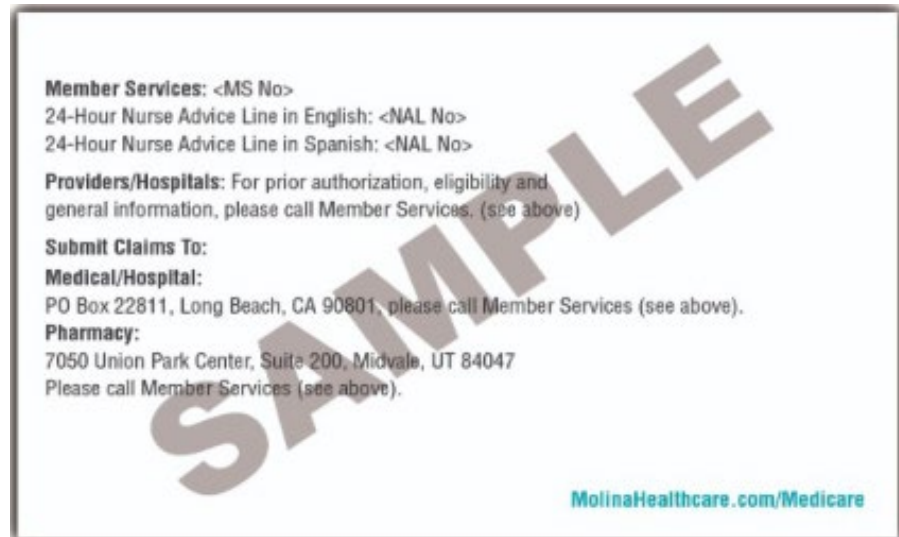 Member Services: <MS No>
24-Hour Nurse Advice Line in English: <NAL No>
24-Hour Nurse Advice Line in Spanish: <NAL No>
Providers/Hospitals: For prior authorization, eligibility and
general information, please call Member Services. (see above)
Submit Claims To:
Medical/Hospital:
PO Box 22811, Long Beach, CA 90801, please call Member Services (see above).
Pharmacy:
7050 Union Park Center, Suite 200, Midvale, UT 84047
Please call Member Services (see above).
SAMPLE
MolinaHealthcare.com/Medicare